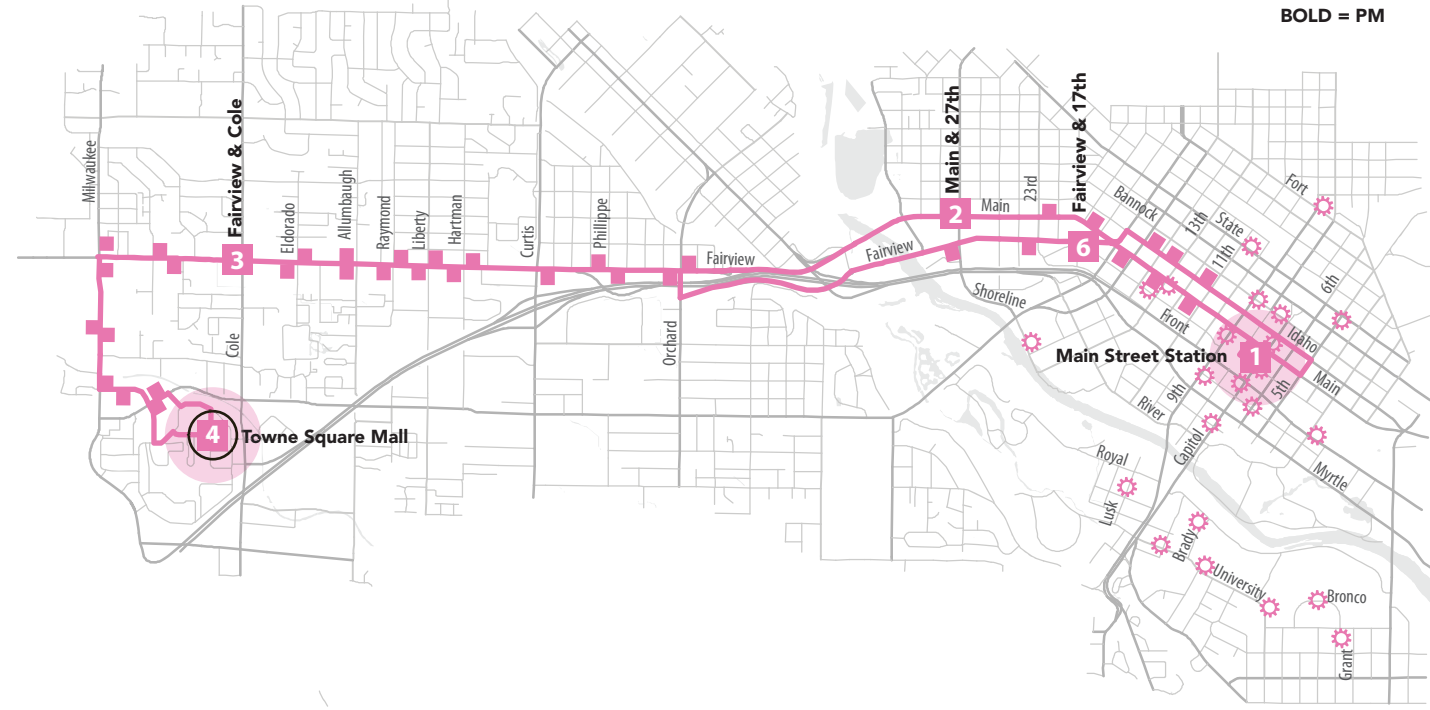 BOLD = PM
Milwaukee
Fairview & Cole
Eldorado
Allumbaugh
Raymond
Liberty
Hartman
Curtis
Phillippe
Fairview
Fairview
Main & 27th
2
Main
23rd
Fairview & 17th
6
Bannock
13th
State
11th
Fort
6th
3
Cole
Orchard
Shoreline
Front
Idaho
Main Street Station
1
Main
5th
9th
River
Capitol
4
Towne Square Mall
Royal
Lusk
Myrtle
Brady
University
Bronco
Grant